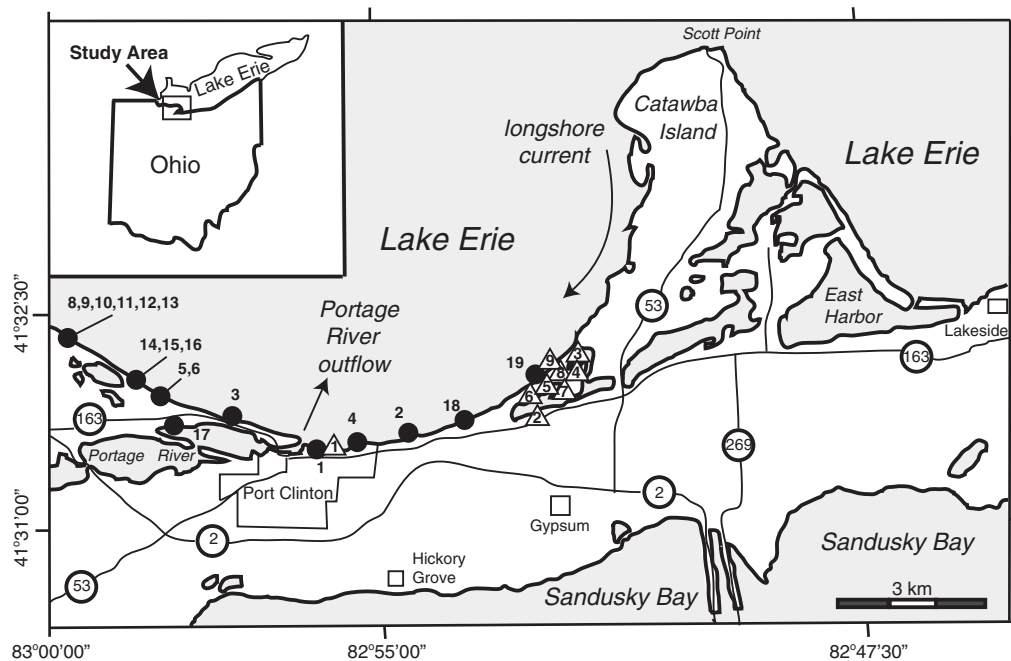 Scott Point
Study Area
Lake Erie
Ohio
Catawba
Island
longshore
current
Lake Erie
Lake Erie
41°32'30"
8,9,10,11,12,13
14,15,16
5,6
3
17
163
Portage River
Portage
River
outflow
53
East
Harbor
Lakeside
163
19
9
3
8
4
5
7
6
2
18
2
4
1
1
Port Clinton
269
2
Gypsum
2
41°31'00"
Hickory
Grove
53
Sandusky Bay
Sandusky Bay
3 km
83°00'00"
82°55'00"
82°47'30"